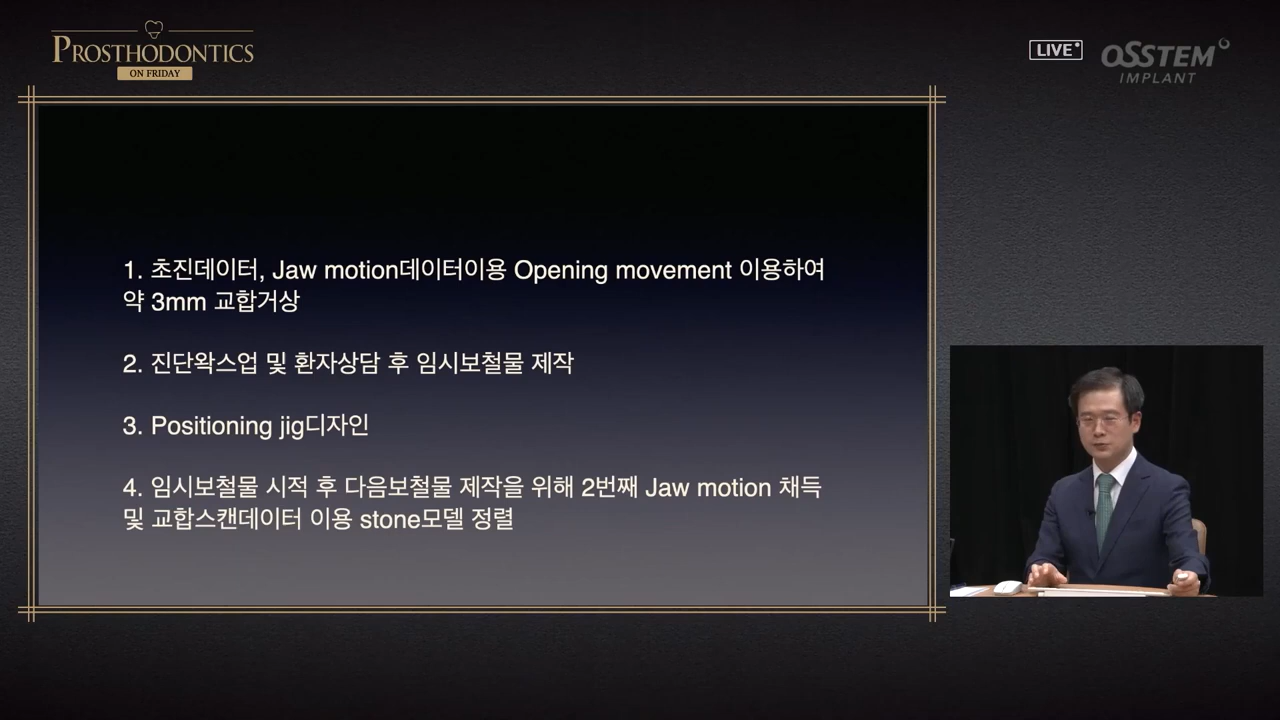 PROSTHODONTICS
ON FRIDAY
LIVE
OSSTEM
IMPLANT
1. 초진데이터, Jaw motion데이터이용 Opening movement 이용하여
약 3mm 교합거상
2. 진단왁스업 및 환자상담 후 임시보철물 제작
3. Positioning jig디자인
4. 임시보철물 시적 후 다음보철물 제작을 위해 2번째 Jaw motion 채득
및 교합스캔데이터 이용 stone모델 정렬